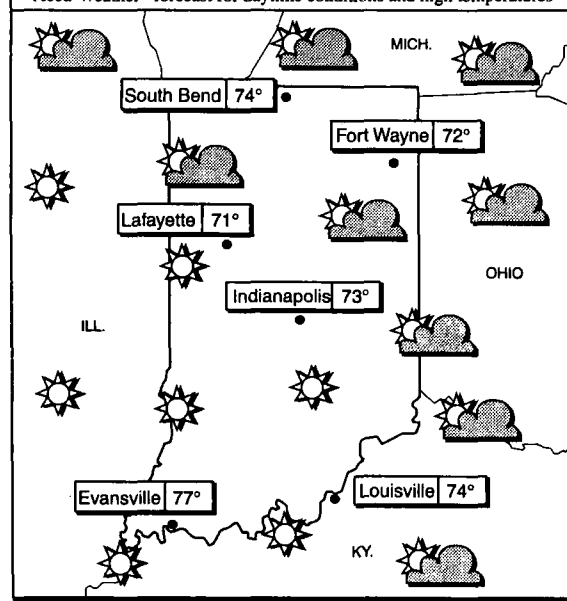 forecast for daytime conditions and high temperatures
MICH.
South Bend 74°
Fort Wayne 72°
Lafayette 71°
OHIO
Indianapolis 73°
ILL.
Evansville 77°
Louisville 74°
KY.